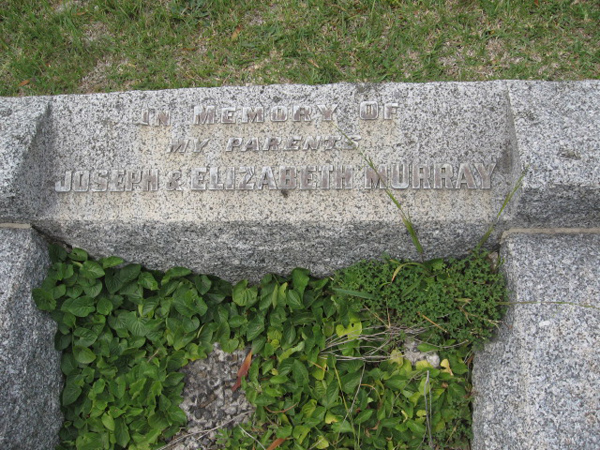 IN MEMORY OF
MY PARENTS
JOSEPH & ELIZABETH MURRAY